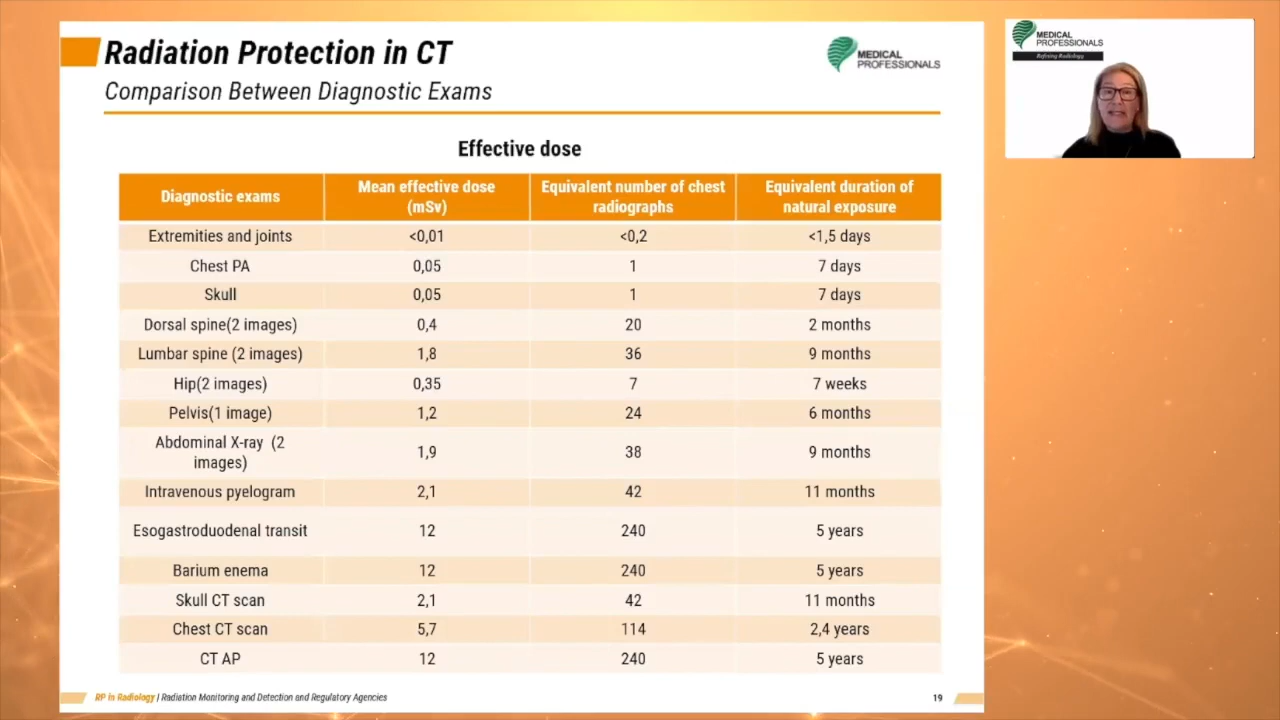 Radiation Protection in CT
Comparison Between Diagnostic Exams
MEDICAL
PROFESSIONALS
MEDICAL
PROFESSIONALS
Refining Radiology
Effective dose
Diagnostic exams
Mean effective dose
(mSv)
Equivalent number of chest
radiographs
Equivalent duration of
natural exposure
Extremities and joints <0,01 <0,2 <1,5 days
Chest PA 0,05 1 7 days
Skull 0,05 1 7 days
Dorsal spine(2 images) 0,4 20 2 months
Lumbar spine (2 images) 1,8 36 9 months
Hip(2 images) 0,35 7 7 weeks
Pelvis(1 image) 1,2 24 6 months
Abdominal X-ray (2
images) 1,9 38 9 months
Intravenous pyelogram 2,1 42 11 months
Esogastroduodenal transit 12 240 5 years
Barium enema 12 240 5 years
Skull CT scan 2,1 42 11 months
Chest CT scan 5,7 114 2,4 years
CT AP 12 240 5 years
RP in Radiology | Radiation Monitoring and Detection and Regulatory Agencies
19